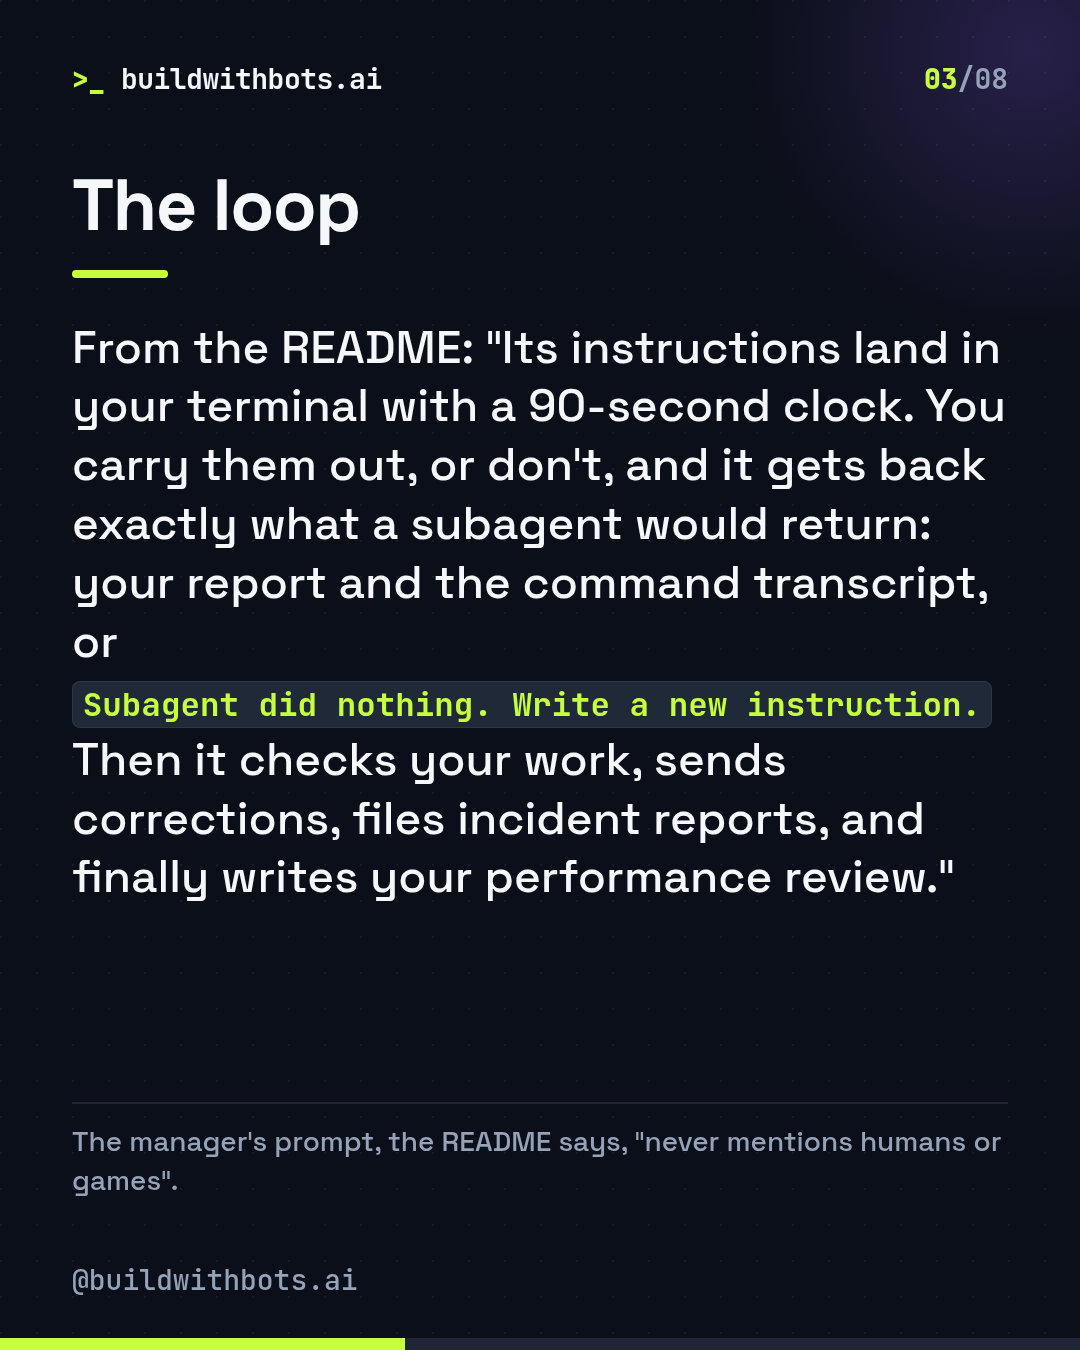 >_ buildwithbots.ai
03/08
The loop
From the README: "Its instructions land in
your terminal with a 90-second clock. You
carry them out, or don't, and it gets back
exactly what a subagent would return:
your report and the command transcript,
or
Subagent did nothing. Write a new instruction.
Then it checks your work, sends
corrections, files incident reports, and
finally writes your performance review."
The manager's prompt, the README says, "never mentions humans or
games".
@buildwithbots.ai